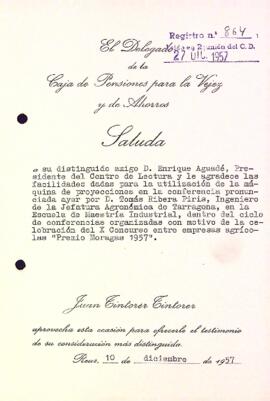 Registro n.º 864
27 DIC. 1957
El Delegado
de la
Caja de Pensiones para la Vejez
y de Ahorros
Saluda
a su distinguido amigo D. Enrique Aguadé, Pre-
sidente del Centro de Lectura y le agradece las
facilidades dadas para la utilización de la má-
quina de proyecciones en la conferencia pronun-
ciada ayer por D. Tomás Ribera Piris, Ingeniero
de la Jefatura Agronómica de Tarragona, en la
Escuela de Maestría Industrial, dentro del ciclo
de conferencias organizadas con motivo de la ce-
lebración del X Concurso entre empresas agríco-
las "Premio Moragas 1957".
Juan Tintorer Tintorer
aprovecha esta ocasión para ofrecerle el testimonio
de su consideración más distinguida.
Reus, 10 de diciembre de 1957